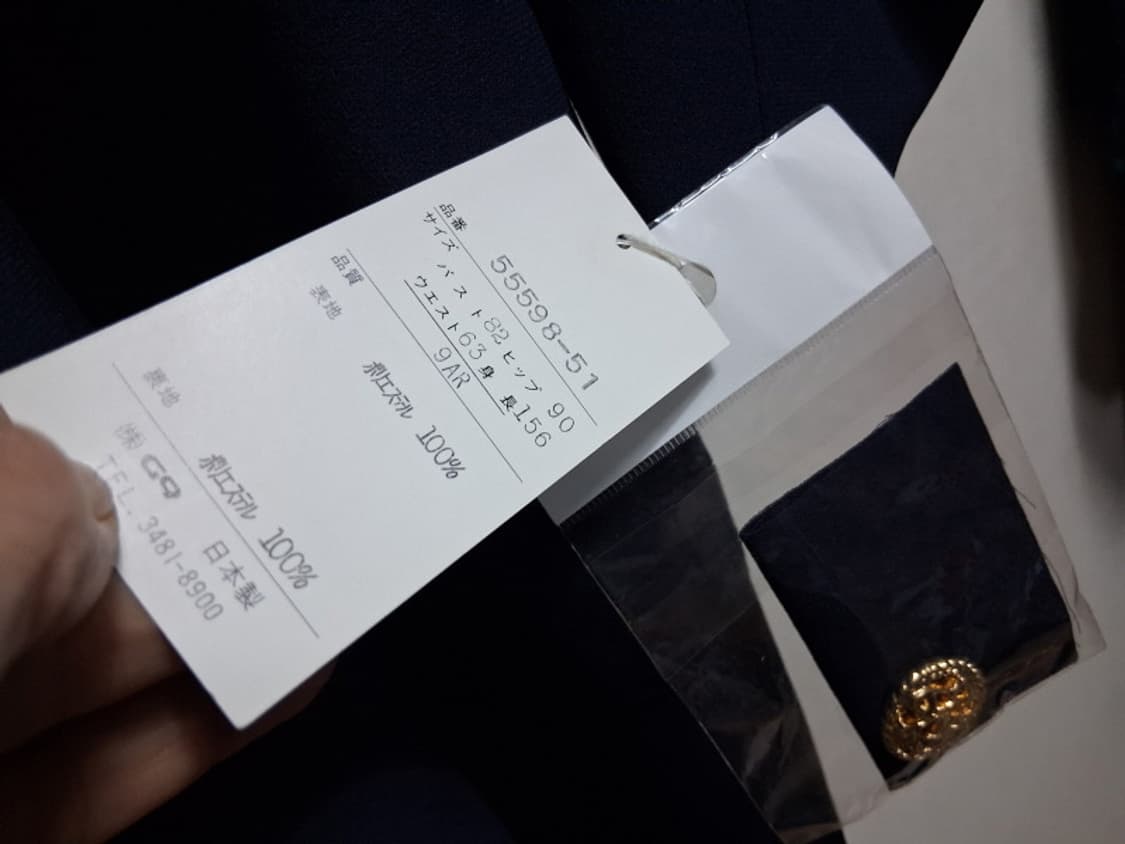 品番 55598-51
サイズ バスト82 ヒップ 90
ウエスト63 身長156
9AR
品質
表地
ポリエステル 100%
裏地
ポリエステル 100%
(株) G9 日本製
TEL. 3481-8900